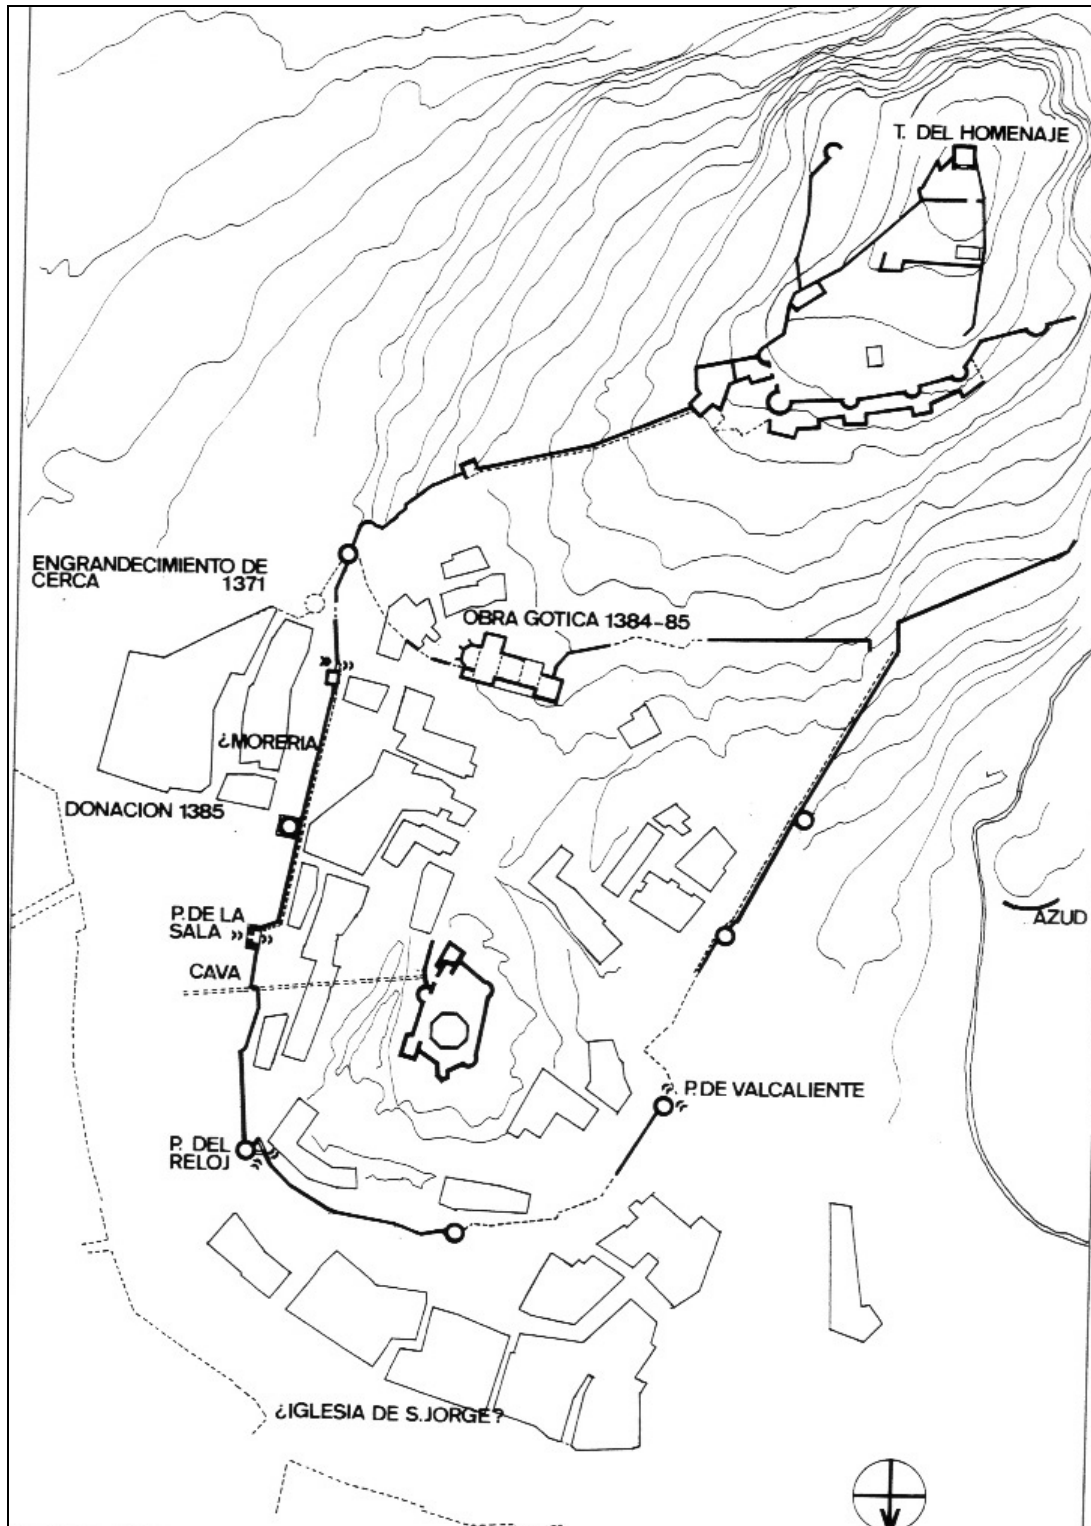 T. DEL HOMENAJE
ENGRANDECIMIENTO DE
CERCA 1371
OBRA GOTICA 1384-85
¿MORERIA
DONACION 1385
P. DE LA
SALA
AZUD
CAVA
P. DE VALCALIENTE
P. DEL
RELOJ
¿IGLESIA DE S. JORGE?